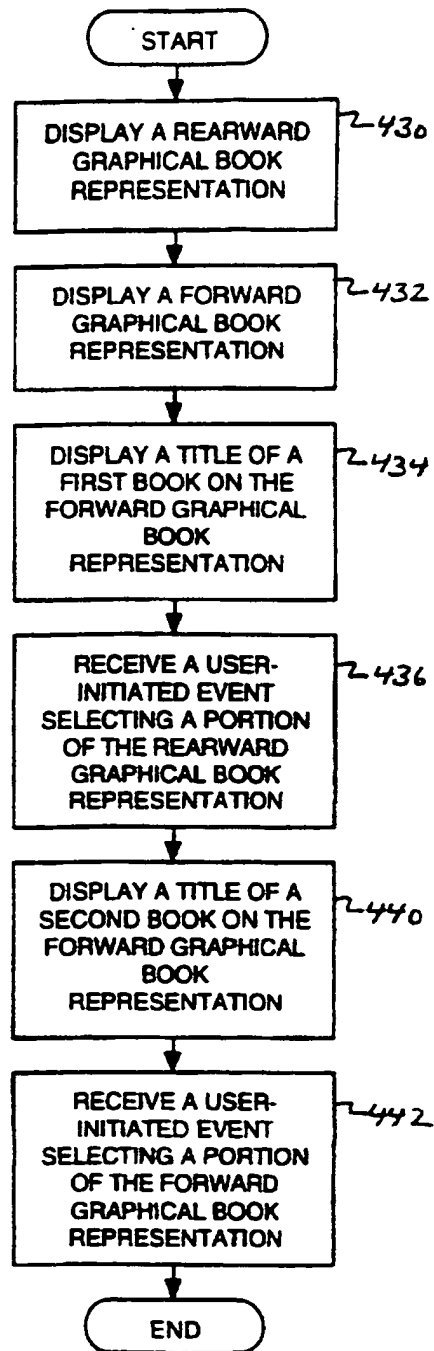 START
DISPLAY A REARWARD
GRAPHICAL BOOK
REPRESENTATION
430
DISPLAY A FORWARD
GRAPHICAL BOOK
REPRESENTATION
432
DISPLAY A TITLE OF A
FIRST BOOK ON THE
FORWARD GRAPHICAL
BOOK
REPRESENTATION
434
RECEIVE A USER-
INITIATED EVENT
SELECTING A PORTION
OF THE REARWARD
GRAPHICAL BOOK
REPRESENTATION
436
DISPLAY A TITLE OF A
SECOND BOOK ON THE
FORWARD GRAPHICAL
BOOK
REPRESENTATION
440
RECEIVE A USER-
INITIATED EVENT
SELECTING A PORTION
OF THE FORWARD
GRAPHICAL BOOK
REPRESENTATION
442
END